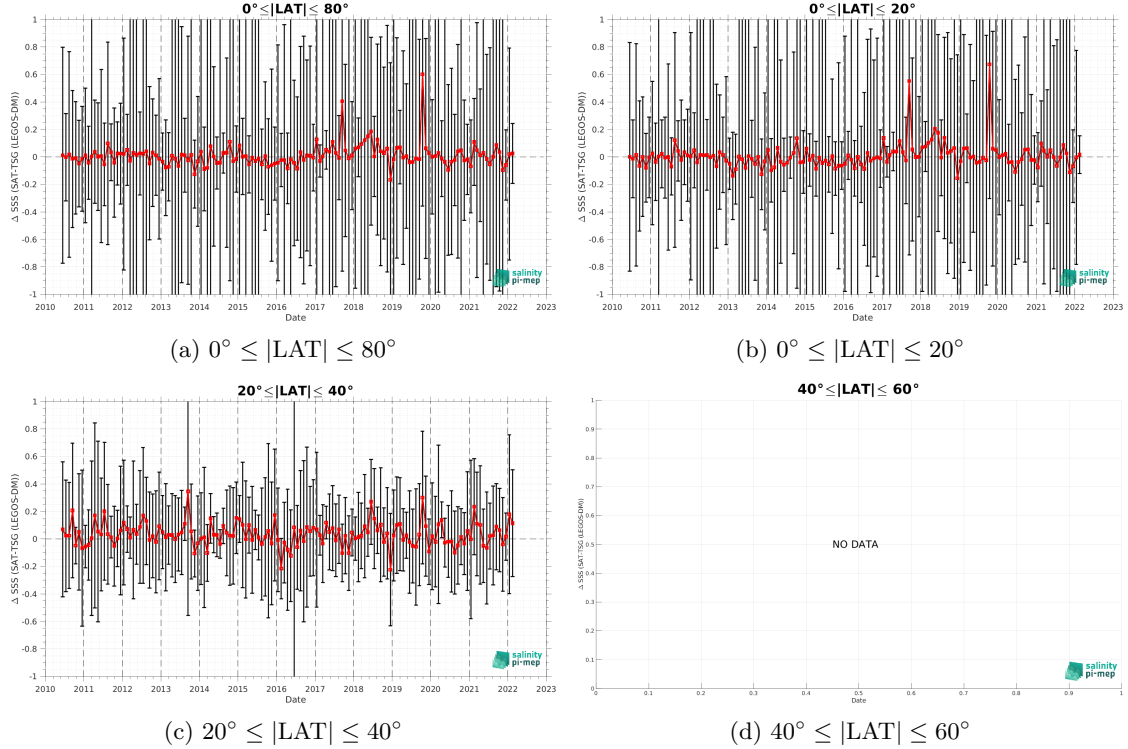 0°≤|LAT|≤ 80°
Δ SSS (SAT-TSG (LEGOS-DM))
1
0.8
0.6
0.4
0.2
0
-0.2
-0.4
-0.6
-0.8
-1
2010 2011 2012 2013 2014 2015 2016 2017 2018 2019 2020 2021 2022 2023
Date
salinity
pi-mep
(a) 0° ≤ |LAT| ≤ 80°
0°≤|LAT|≤ 20°
Δ SSS (SAT-TSG (LEGOS-DM))
1
0.8
0.6
0.4
0.2
0
-0.2
-0.4
-0.6
-0.8
-1
2010 2011 2012 2013 2014 2015 2016 2017 2018 2019 2020 2021 2022 2023
Date
salinity
pi-mep
(b) 0° ≤ |LAT| ≤ 20°
20°≤|LAT|≤ 40°
Δ SSS (SAT-TSG (LEGOS-DM))
1
0.8
0.6
0.4
0.2
0
-0.2
-0.4
-0.6
-0.8
-1
2010 2011 2012 2013 2014 2015 2016 2017 2018 2019 2020 2021 2022 2023
Date
salinity
pi-mep
(c) 20° ≤ |LAT| ≤ 40°
40°≤|LAT|≤ 60°
Δ SSS (SAT-TSG (LEGOS-DM))
1
0.9
0.8
0.7
0.6
0.5
0.4
0.3
0.2
0.1
0
NO DATA
0 0.1 0.2 0.3 0.4 0.5 0.6 0.7 0.8 0.9 1
Date
salinity
pi-mep
(d) 40° ≤ |LAT| ≤ 60°